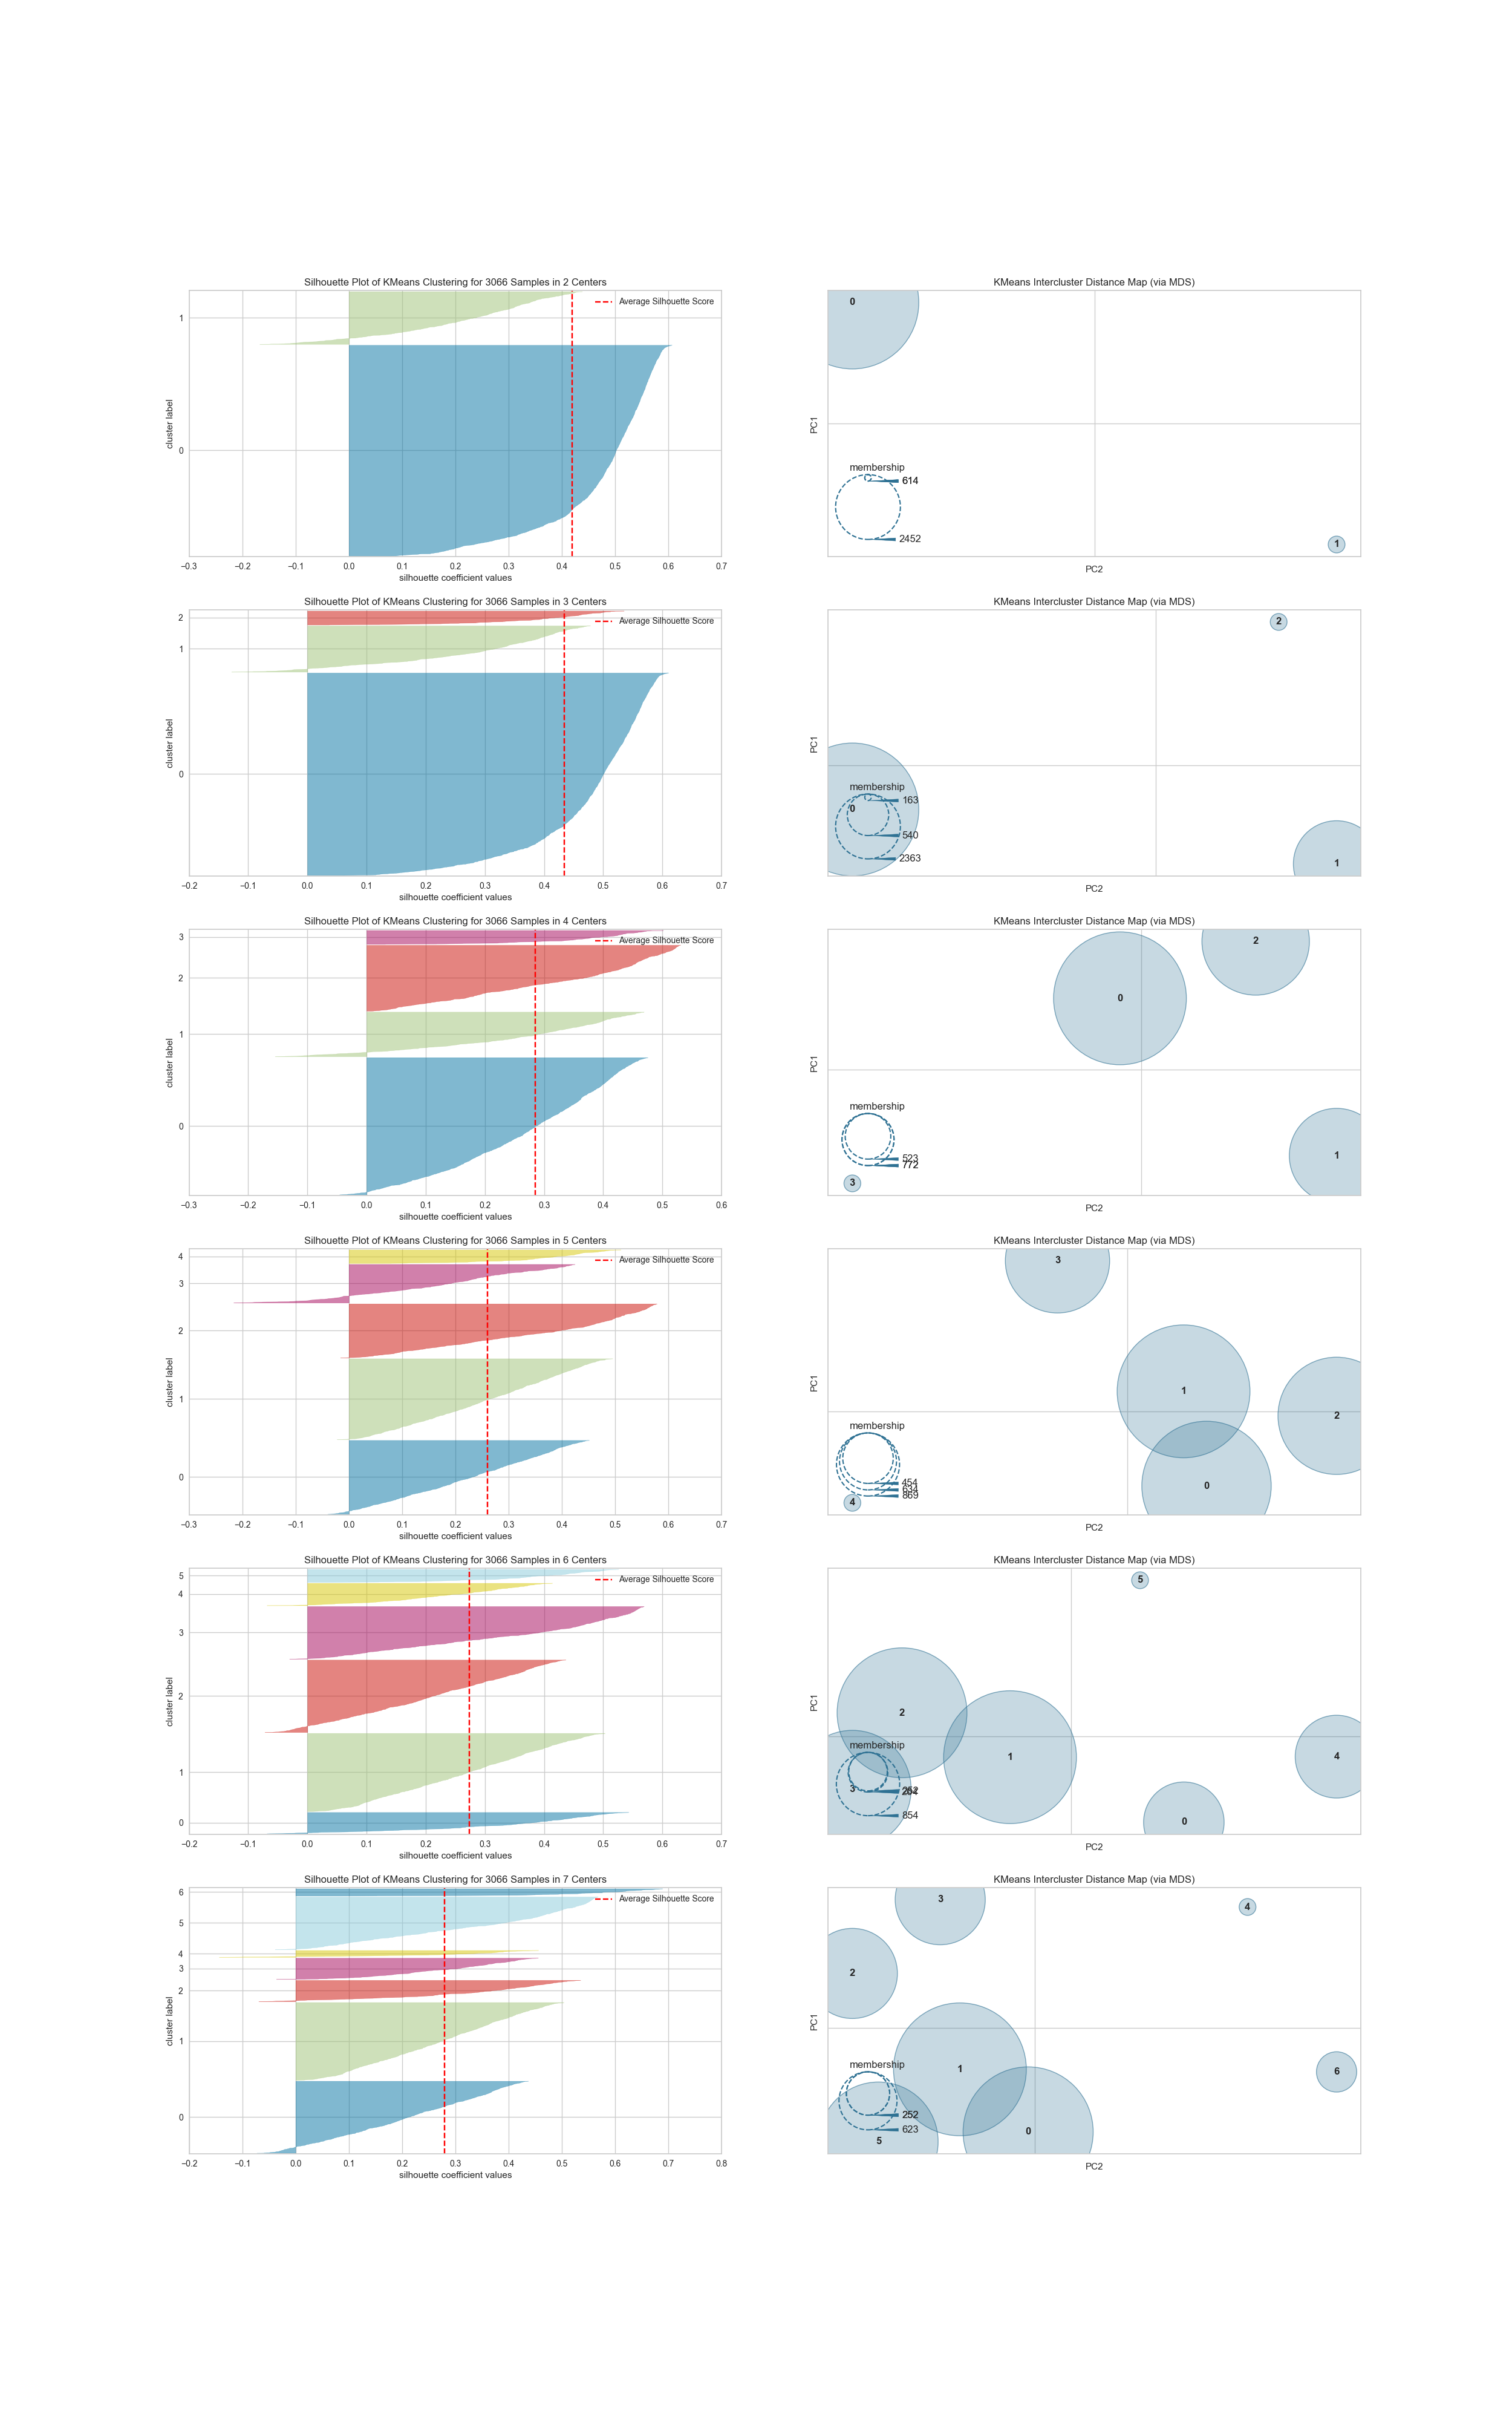 Silhouette Plot of KMeans Clustering for 3066 Samples in 2 Centers
Average Silhouette Score
1
0
cluster label
−0.3 −0.2 −0.1 0.0 0.1 0.2 0.3 0.4 0.5 0.6 0.7
silhouette coefficient values
KMeans Intercluster Distance Map (via MDS)
0
PC1
membership
614
2452
1
PC2
Silhouette Plot of KMeans Clustering for 3066 Samples in 3 Centers
Average Silhouette Score
2
1
0
cluster label
−0.2 −0.1 0.0 0.1 0.2 0.3 0.4 0.5 0.6 0.7
silhouette coefficient values
KMeans Intercluster Distance Map (via MDS)
2
PC1
membership
163
0
540
2363
1
PC2
Silhouette Plot of KMeans Clustering for 3066 Samples in 4 Centers
Average Silhouette Score
3
2
1
0
cluster label
−0.3 −0.2 −0.1 0.0 0.1 0.2 0.3 0.4 0.5 0.6
silhouette coefficient values
KMeans Intercluster Distance Map (via MDS)
2
0
PC1
membership
523
772
1
3
PC2
Silhouette Plot of KMeans Clustering for 3066 Samples in 5 Centers
Average Silhouette Score
4
3
2
1
0
cluster label
−0.3 −0.2 −0.1 0.0 0.1 0.2 0.3 0.4 0.5 0.6 0.7
silhouette coefficient values
KMeans Intercluster Distance Map (via MDS)
3
1
PC1
2
membership
454
634
869
0
4
PC2
Silhouette Plot of KMeans Clustering for 3066 Samples in 6 Centers
Average Silhouette Score
5
4
3
2
1
0
cluster label
−0.2 −0.1 0.0 0.1 0.2 0.3 0.4 0.5 0.6 0.7
silhouette coefficient values
KMeans Intercluster Distance Map (via MDS)
5
PC1
2
membership
1
4
3
854
0
PC2
Silhouette Plot of KMeans Clustering for 3066 Samples in 7 Centers
Average Silhouette Score
6
5
4
3
2
1
0
cluster label
−0.2 −0.1 0.0 0.1 0.2 0.3 0.4 0.5 0.6 0.7 0.8
silhouette coefficient values
KMeans Intercluster Distance Map (via MDS)
3
4
2
PC1
membership
1
6
252
623
0
5
PC2